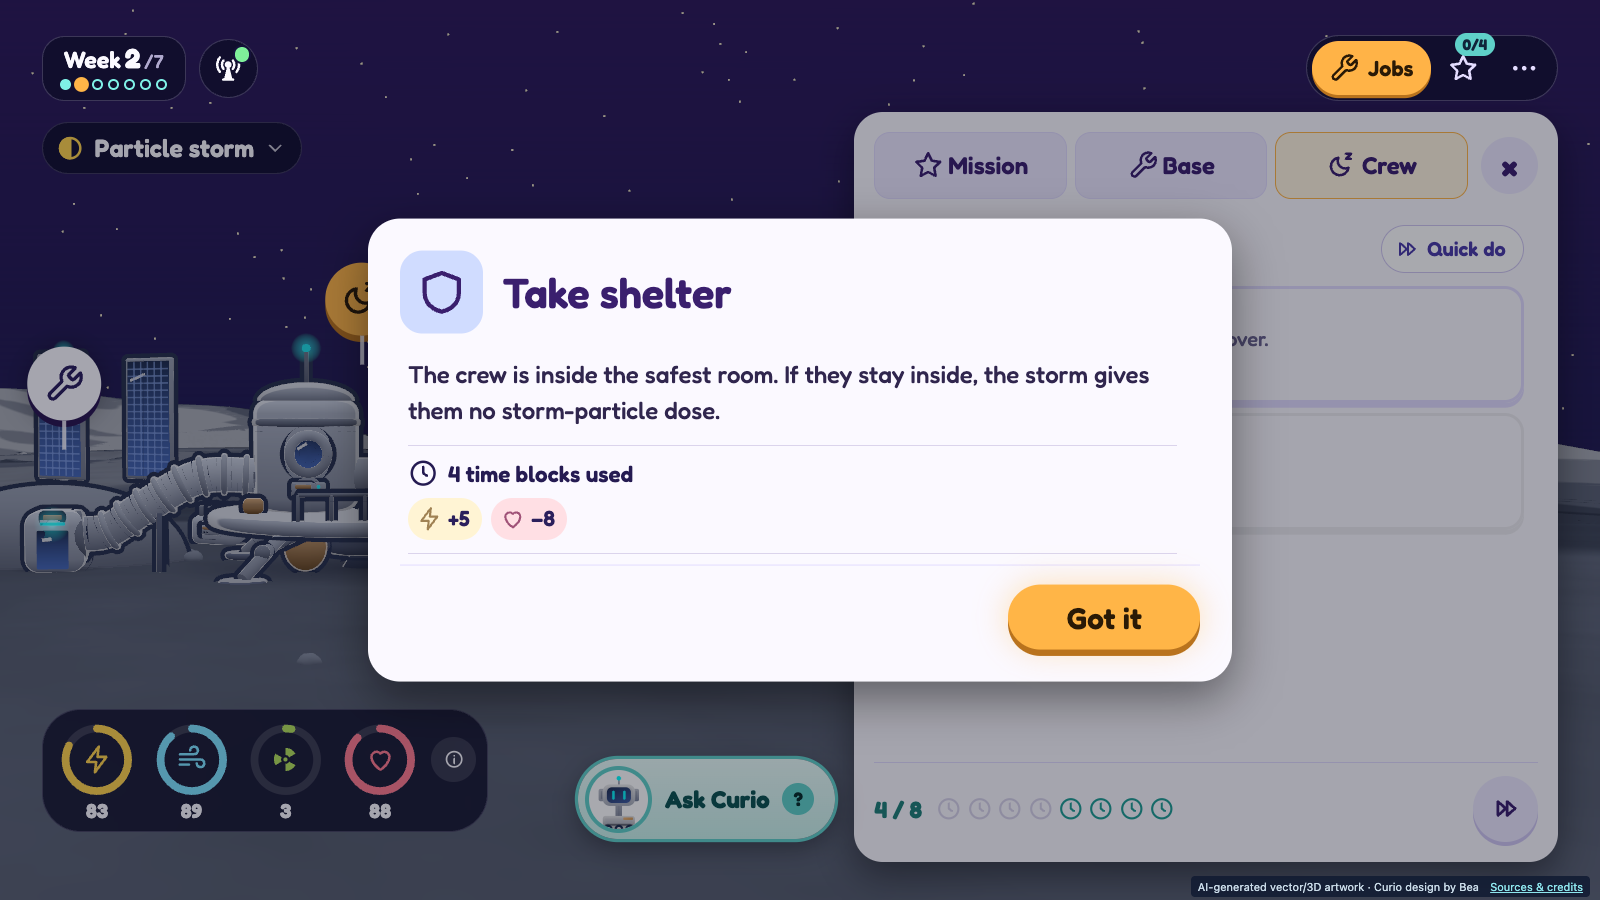 Week 2 /7
Particle storm
0/4
Jobs
Mission
Base
Crew
Quick do
over.
Take shelter
The crew is inside the safest room. If they stay inside, the storm gives
them no storm-particle dose.
4 time blocks used
+5
−8
Got it
83
89
3
88
Ask Curio
?
4 / 8
AI-generated vector/3D artwork · Curio design by Bea
Sources & credits